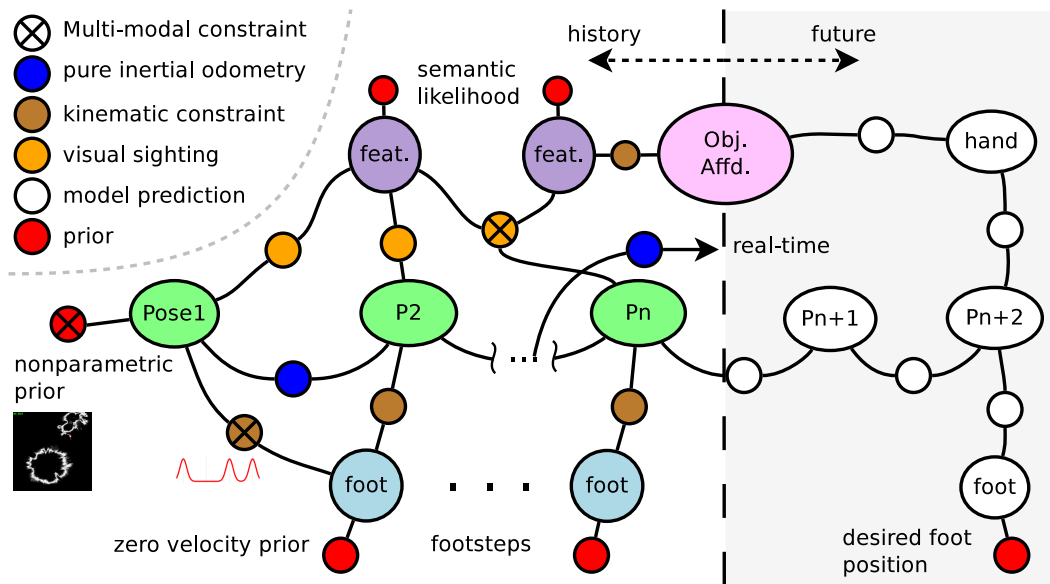 Multi-modal constraint
pure inertial odometry
kinematic constraint
visual sighting
model prediction
prior
history
future
semantic
likelihood
feat.
feat.
Obj.
Affd.
hand
real-time
Pose1
P2
Pn
Pn+1
Pn+2
nonparametric
prior
foot
foot
foot
zero velocity prior
footsteps
desired foot
position